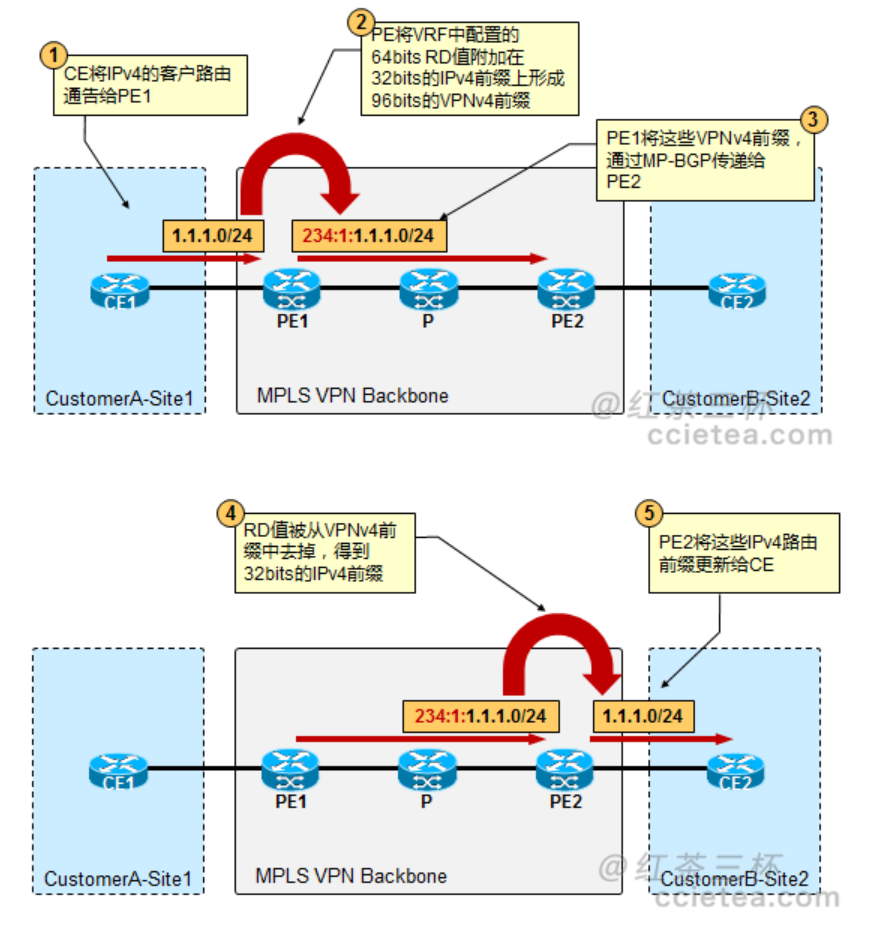 1
CE将IPv4的客户路由
通告给PE1
2
PE将VRF中配置的
64bits RD值附加在
32bits的IPv4前缀上形成
96bits的VPNv4前缀
3
PE1将这些VPNv4前缀，
通过MP-BGP传递给
PE2
1.1.1.0/24
234:1:1.1.1.0/24
CE1
PE1
P
PE2
CE2
CustomerA-Site1
MPLS VPN Backbone
CustomerB-Site2
@红茶三杯
ccietea.com
4
RD值被从VPNv4前
缀中去掉，得到
32bits的IPv4前缀
5
PE2将这些IPv4路由
前缀更新给CE
234:1:1.1.1.0/24
1.1.1.0/24
CE1
PE1
P
PE2
CE2
CustomerA-Site1
MPLS VPN Backbone
CustomerB-Site2
@红茶三杯
ccietea.com